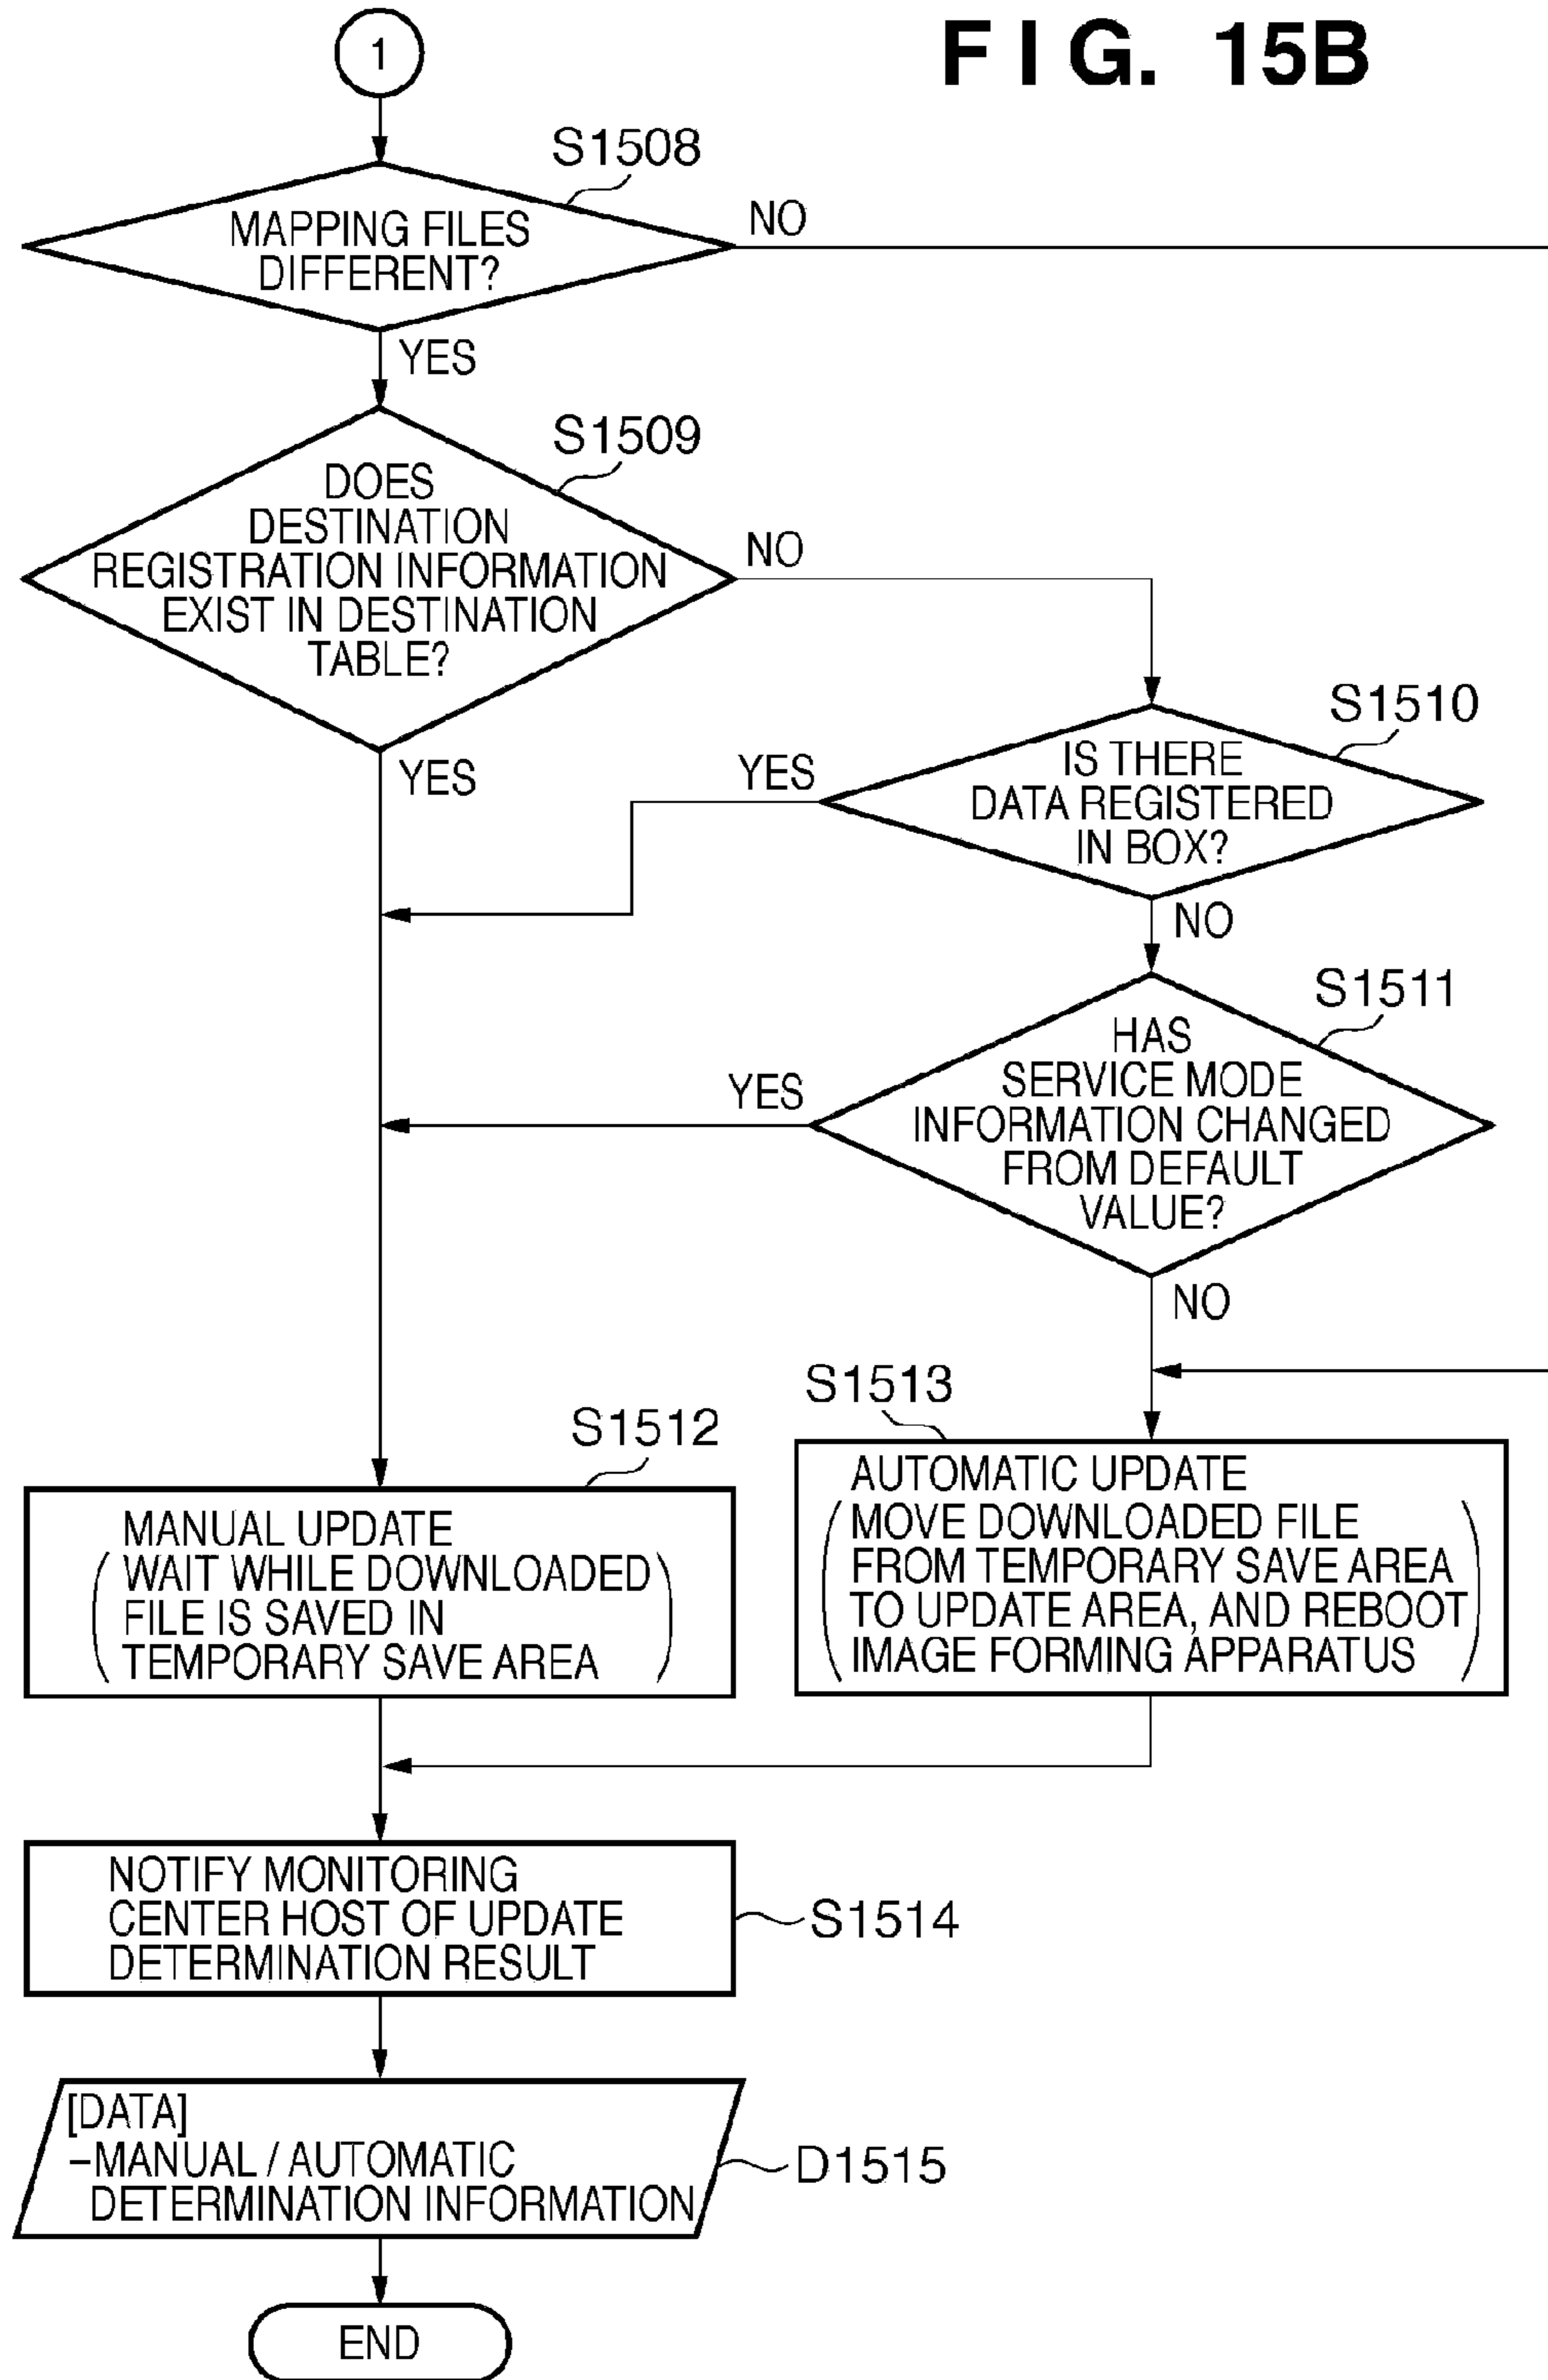 FIG. 15B
1
S1508
MAPPING FILES
DIFFERENT?
NO
YES
S1509
DOES
DESTINATION
REGISTRATION INFORMATION
EXIST IN DESTINATION
TABLE?
NO
YES
S1510
IS THERE
DATA REGISTERED
IN BOX?
YES
NO
S1511
HAS
SERVICE MODE
INFORMATION CHANGED
FROM DEFAULT
VALUE?
YES
NO
S1512
MANUAL UPDATE
(WAIT WHILE DOWNLOADED
FILE IS SAVED IN
TEMPORARY SAVE AREA)
S1513
AUTOMATIC UPDATE
(MOVE DOWNLOADED FILE
FROM TEMPORARY SAVE AREA
TO UPDATE AREA, AND REBOOT
IMAGE FORMING APPARATUS)
NOTIFY MONITORING
CENTER HOST OF UPDATE
DETERMINATION RESULT
S1514
[DATA]
-MANUAL / AUTOMATIC
DETERMINATION INFORMATION
D1515
END